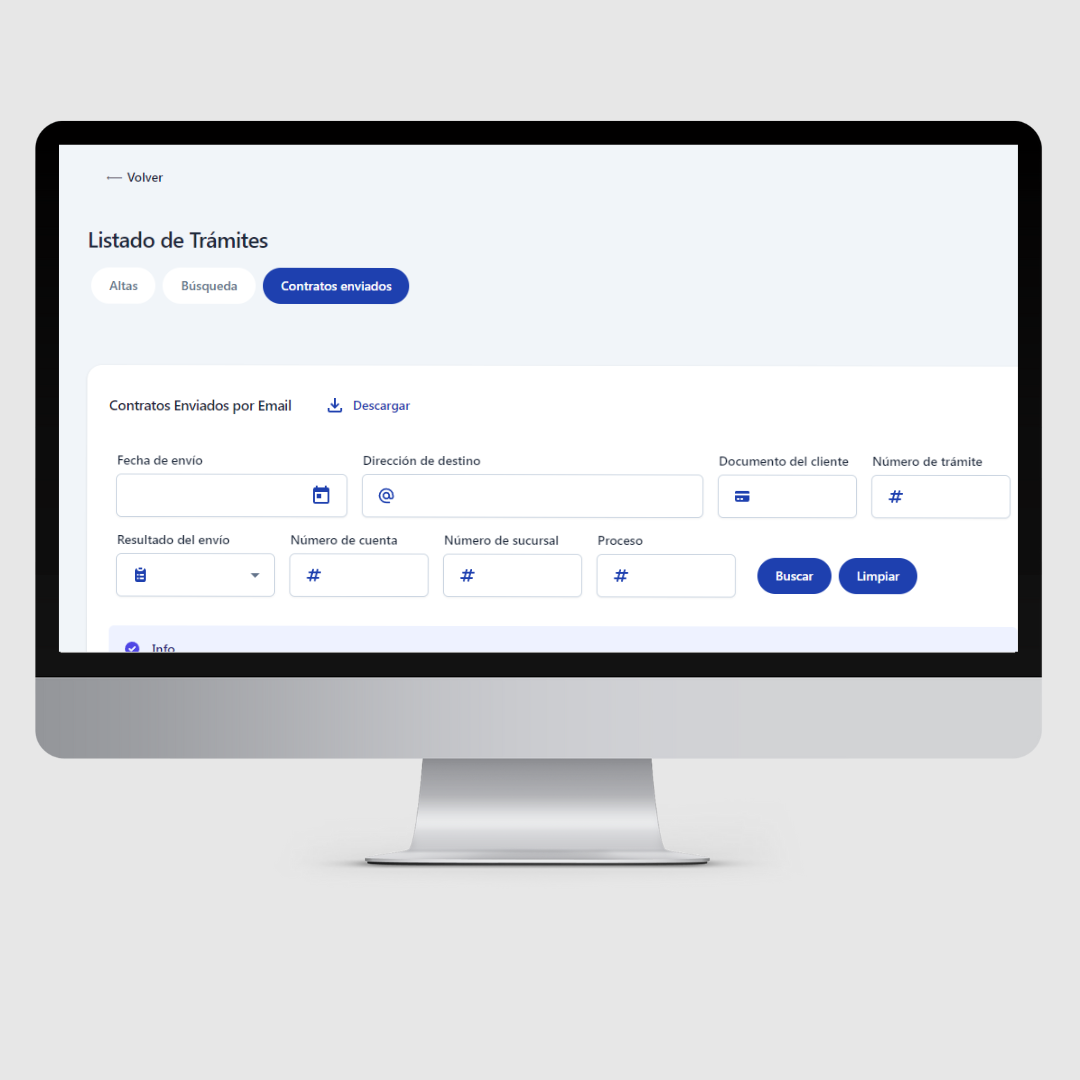 Volver
Listado de Trámites
Altas Búsqueda Contratos enviados
Contratos Enviados por Email Descargar
Fecha de envío Dirección de destino Documento del cliente Número de trámite
@ #
Resultado del envío Número de cuenta Número de sucursal Proceso
# # # Buscar Limpiar
Info